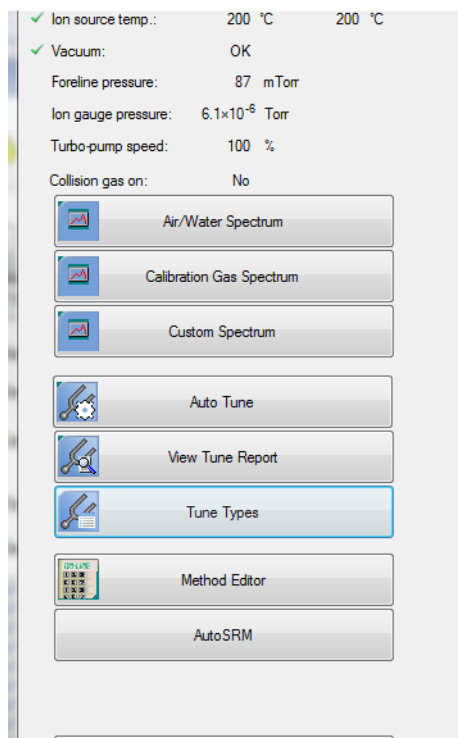 Ion source temp.: 200 °C 200 °C
Vacuum: OK
Foreline pressure: 87 mTorr
Ion gauge pressure: 6.1×10⁻⁶ Torr
Turbo-pump speed: 100 %
Collision gas on: No
Air/Water Spectrum
Calibration Gas Spectrum
Custom Spectrum
Auto Tune
View Tune Report
Tune Types
Method Editor
AutoSRM